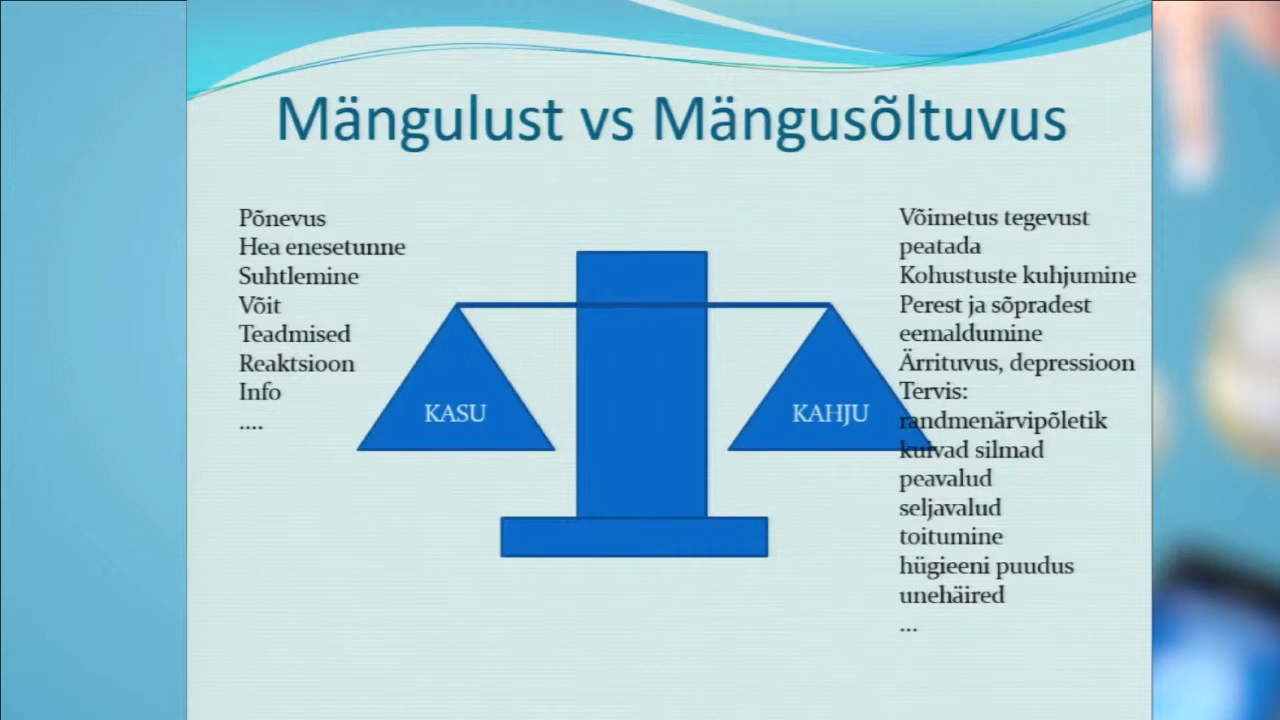 Mängulust vs Mängusõltuvus
Põnevus
Hea enesetunne
Suhtlemine
Võit
Teadmised
Reaktsioon
Info
....
KASU
KAHJU
Võimetus tegevust
peatada
Kohustuste kuhjumine
Perest ja sõpradest
eemaldumine
Ärrituvus, depressioon
Tervis:
randmenärvipõletik
kuivad silmad
peavalud
seljavalud
toitumine
hügieeni puudus
unehäired
...